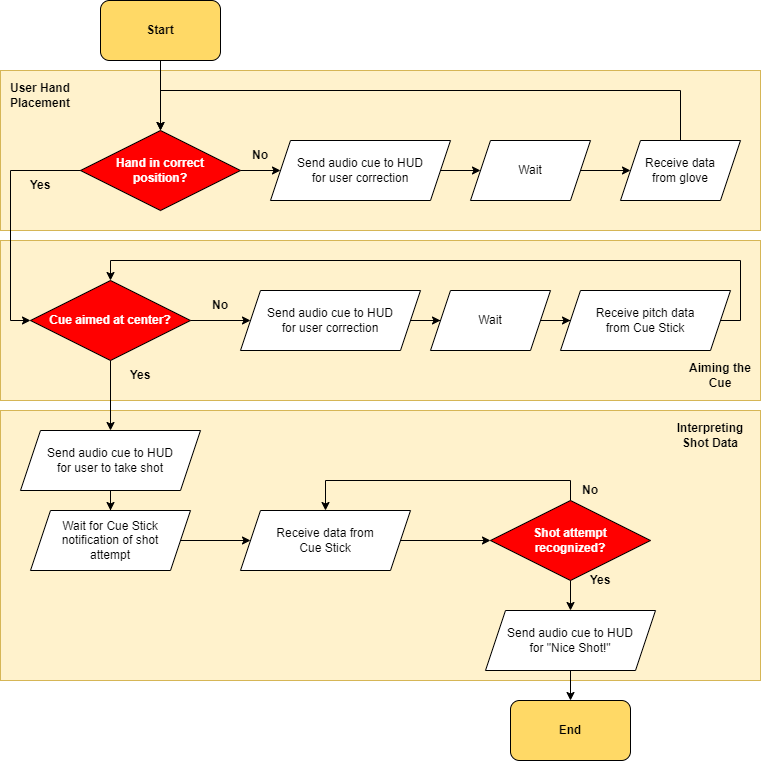 Start
User Hand
Placement
Hand in correct
position?
No
Yes
Send audio cue to HUD
for user correction
Wait
Receive data
from glove
Cue aimed at center?
No
Yes
Send audio cue to HUD
for user correction
Wait
Receive pitch data
from Cue Stick
Aiming the
Cue
Interpreting
Shot Data
Send audio cue to HUD
for user to take shot
Wait for Cue Stick
notification of shot
attempt
Receive data from
Cue Stick
No
Shot attempt
recognized?
Yes
Send audio cue to HUD
for "Nice Shot!"
End